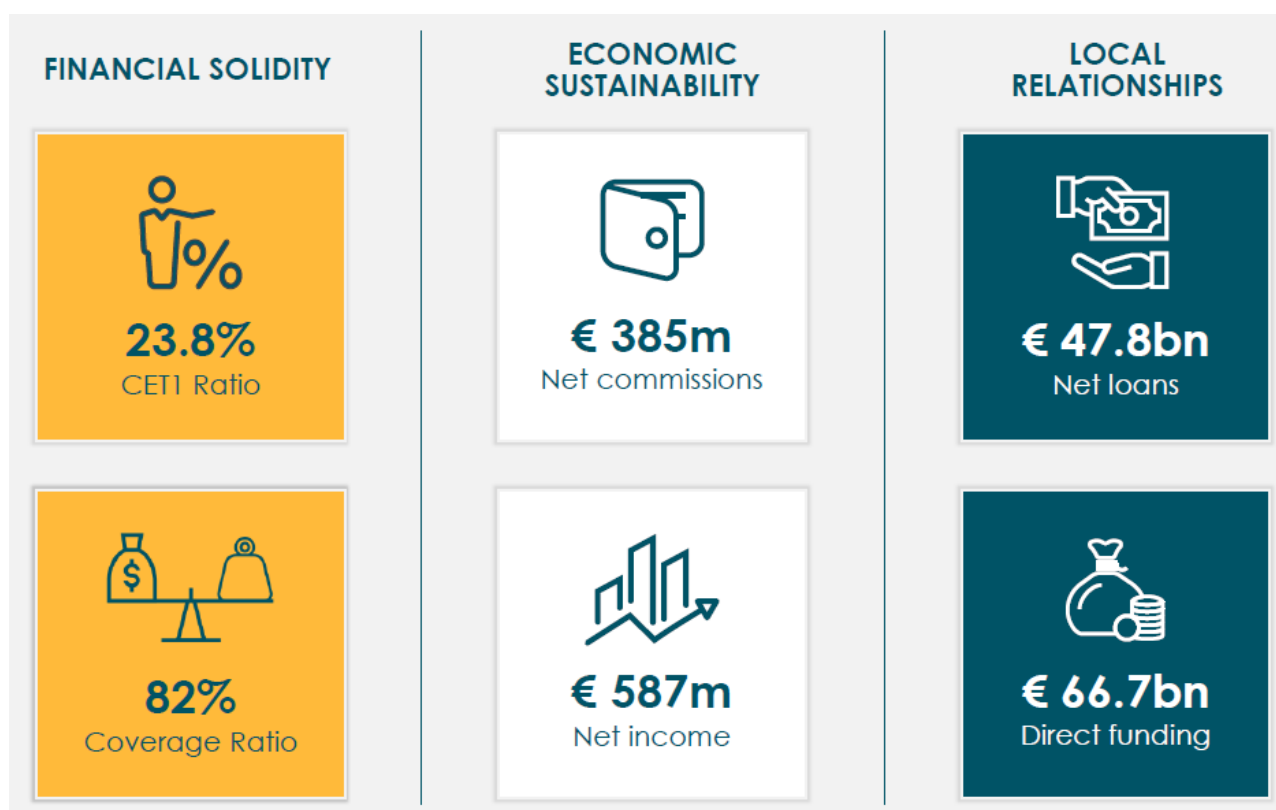 FINANCIAL SOLIDITY
%
23.8%
CET1 Ratio
$
82%
Coverage Ratio
ECONOMIC
SUSTAINABILITY
€ 385m
Net commissions
€ 587m
Net income
LOCAL
RELATIONSHIPS
€ 47.8bn
Net loans
€ 66.7bn
Direct funding